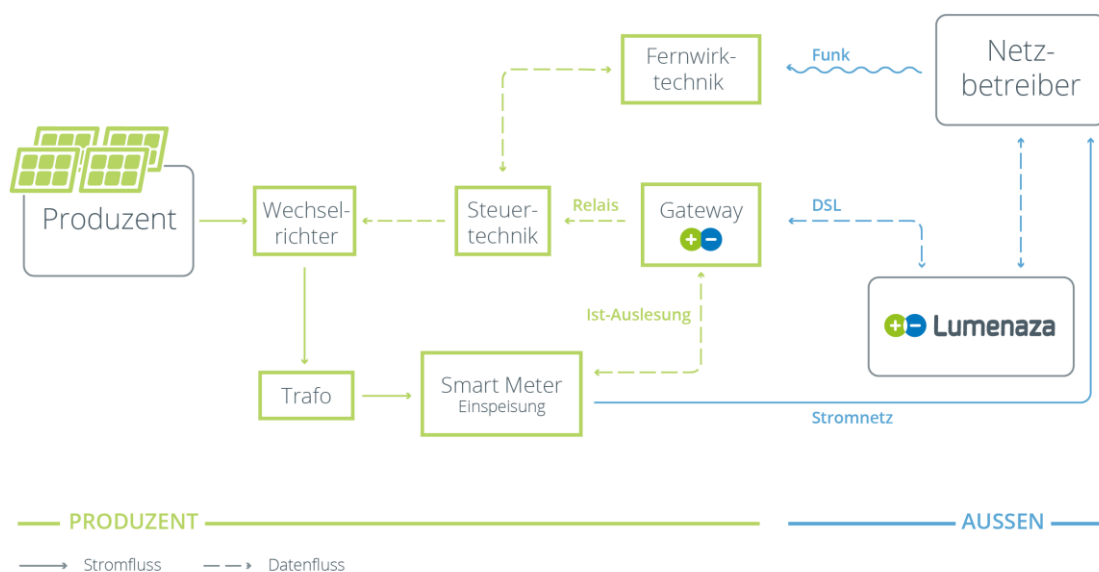 Fernwirk-
technik
Funk
Netz-
betreiber
Produzent
Wechsel-
richter
Steuer-
technik
Relais
Gateway
DSL
Lumenaza
Ist-Auslesung
Trafo
Smart Meter
Einspeisung
Stromnetz
PRODUZENT
AUSSEN
Stromfluss
Datenfluss